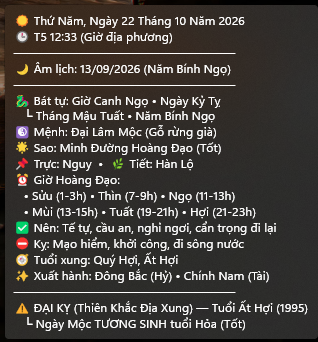 Thứ Năm, Ngày 22 Tháng 10 Năm 2026
T5 12:33 (Giờ địa phương)
Âm lịch: 13/09/2026 (Năm Bính Ngọ)
Bát tự: Giờ Canh Ngọ • Ngày Kỷ Tỵ
└ Tháng Mậu Tuất • Năm Bính Ngọ
Mệnh: Đại Lâm Mộc (Gỗ rừng già)
Sao: Minh Đường Hoàng Đạo (Tốt)
Trực: Nguy • Tiết: Hàn Lộ
Giờ Hoàng Đạo:
• Sửu (1-3h) • Thìn (7-9h) • Ngọ (11-13h)
• Mùi (13-15h) • Tuất (19-21h) • Hợi (21-23h)
Nên: Tế tự, cầu an, nghỉ ngơi, cẩn trọng đi lại
Kỵ: Mạo hiểm, khởi công, đi sông nước
Tuổi xung: Quý Hợi, Ất Hợi
Xuất hành: Đông Bắc (Hỷ) • Chính Nam (Tài)
ĐẠI KỴ (Thiên Khắc Địa Xung) — Tuổi Ất Hợi (1995)
└ Ngày Mộc TƯƠNG SINH tuổi Hỏa (Tốt)